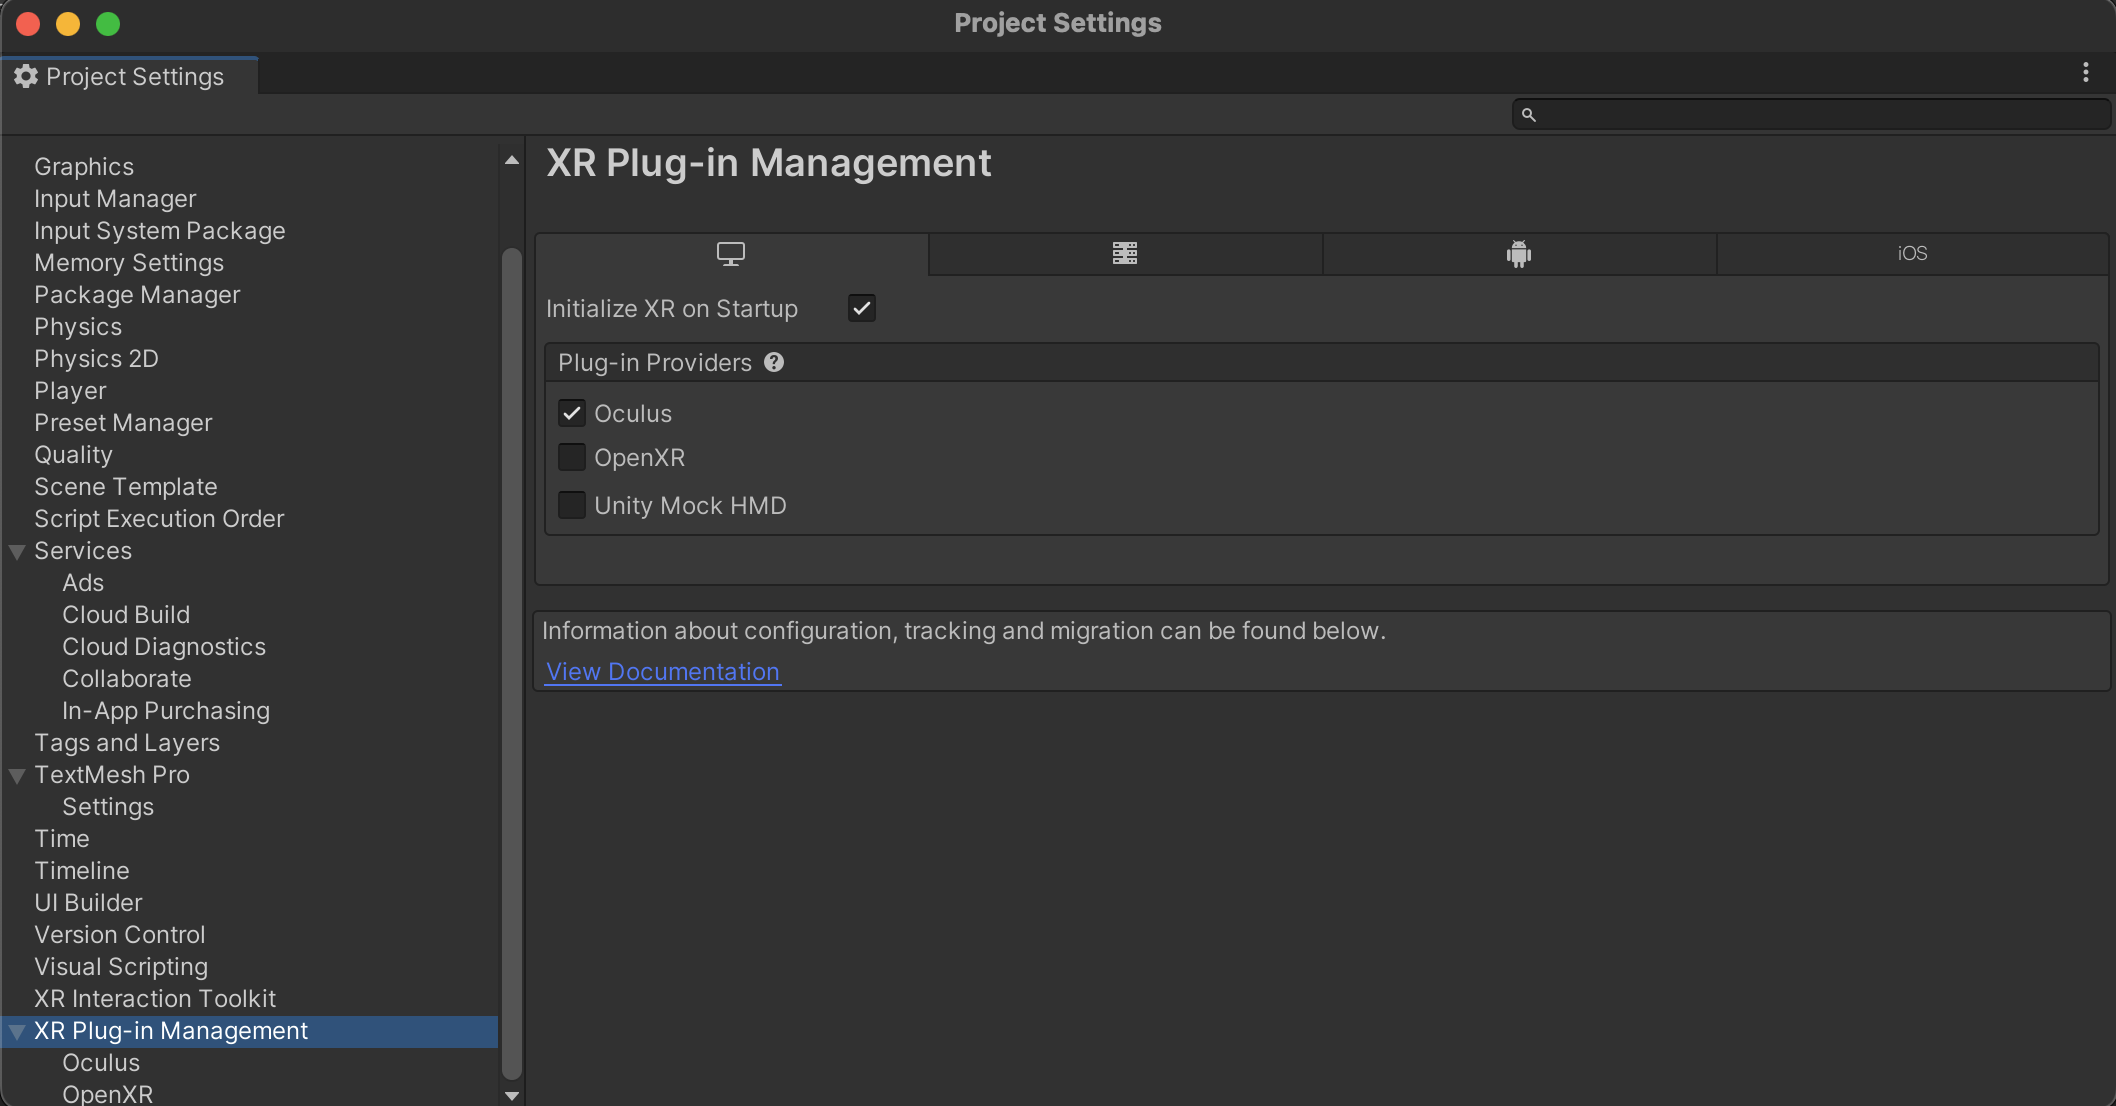 Project Settings
Project Settings
Graphics
Input Manager
Input System Package
Memory Settings
Package Manager
Physics
Physics 2D
Player
Preset Manager
Quality
Scene Template
Script Execution Order
Services
Ads
Cloud Build
Cloud Diagnostics
Collaborate
In-App Purchasing
Tags and Layers
TextMesh Pro
Settings
Time
Timeline
UI Builder
Version Control
Visual Scripting
XR Interaction Toolkit
XR Plug-in Management
Oculus
OpenXR
XR Plug-in Management
iOS
Initialize XR on Startup
Plug-in Providers
Oculus
OpenXR
Unity Mock HMD
Information about configuration, tracking and migration can be found below.
View Documentation